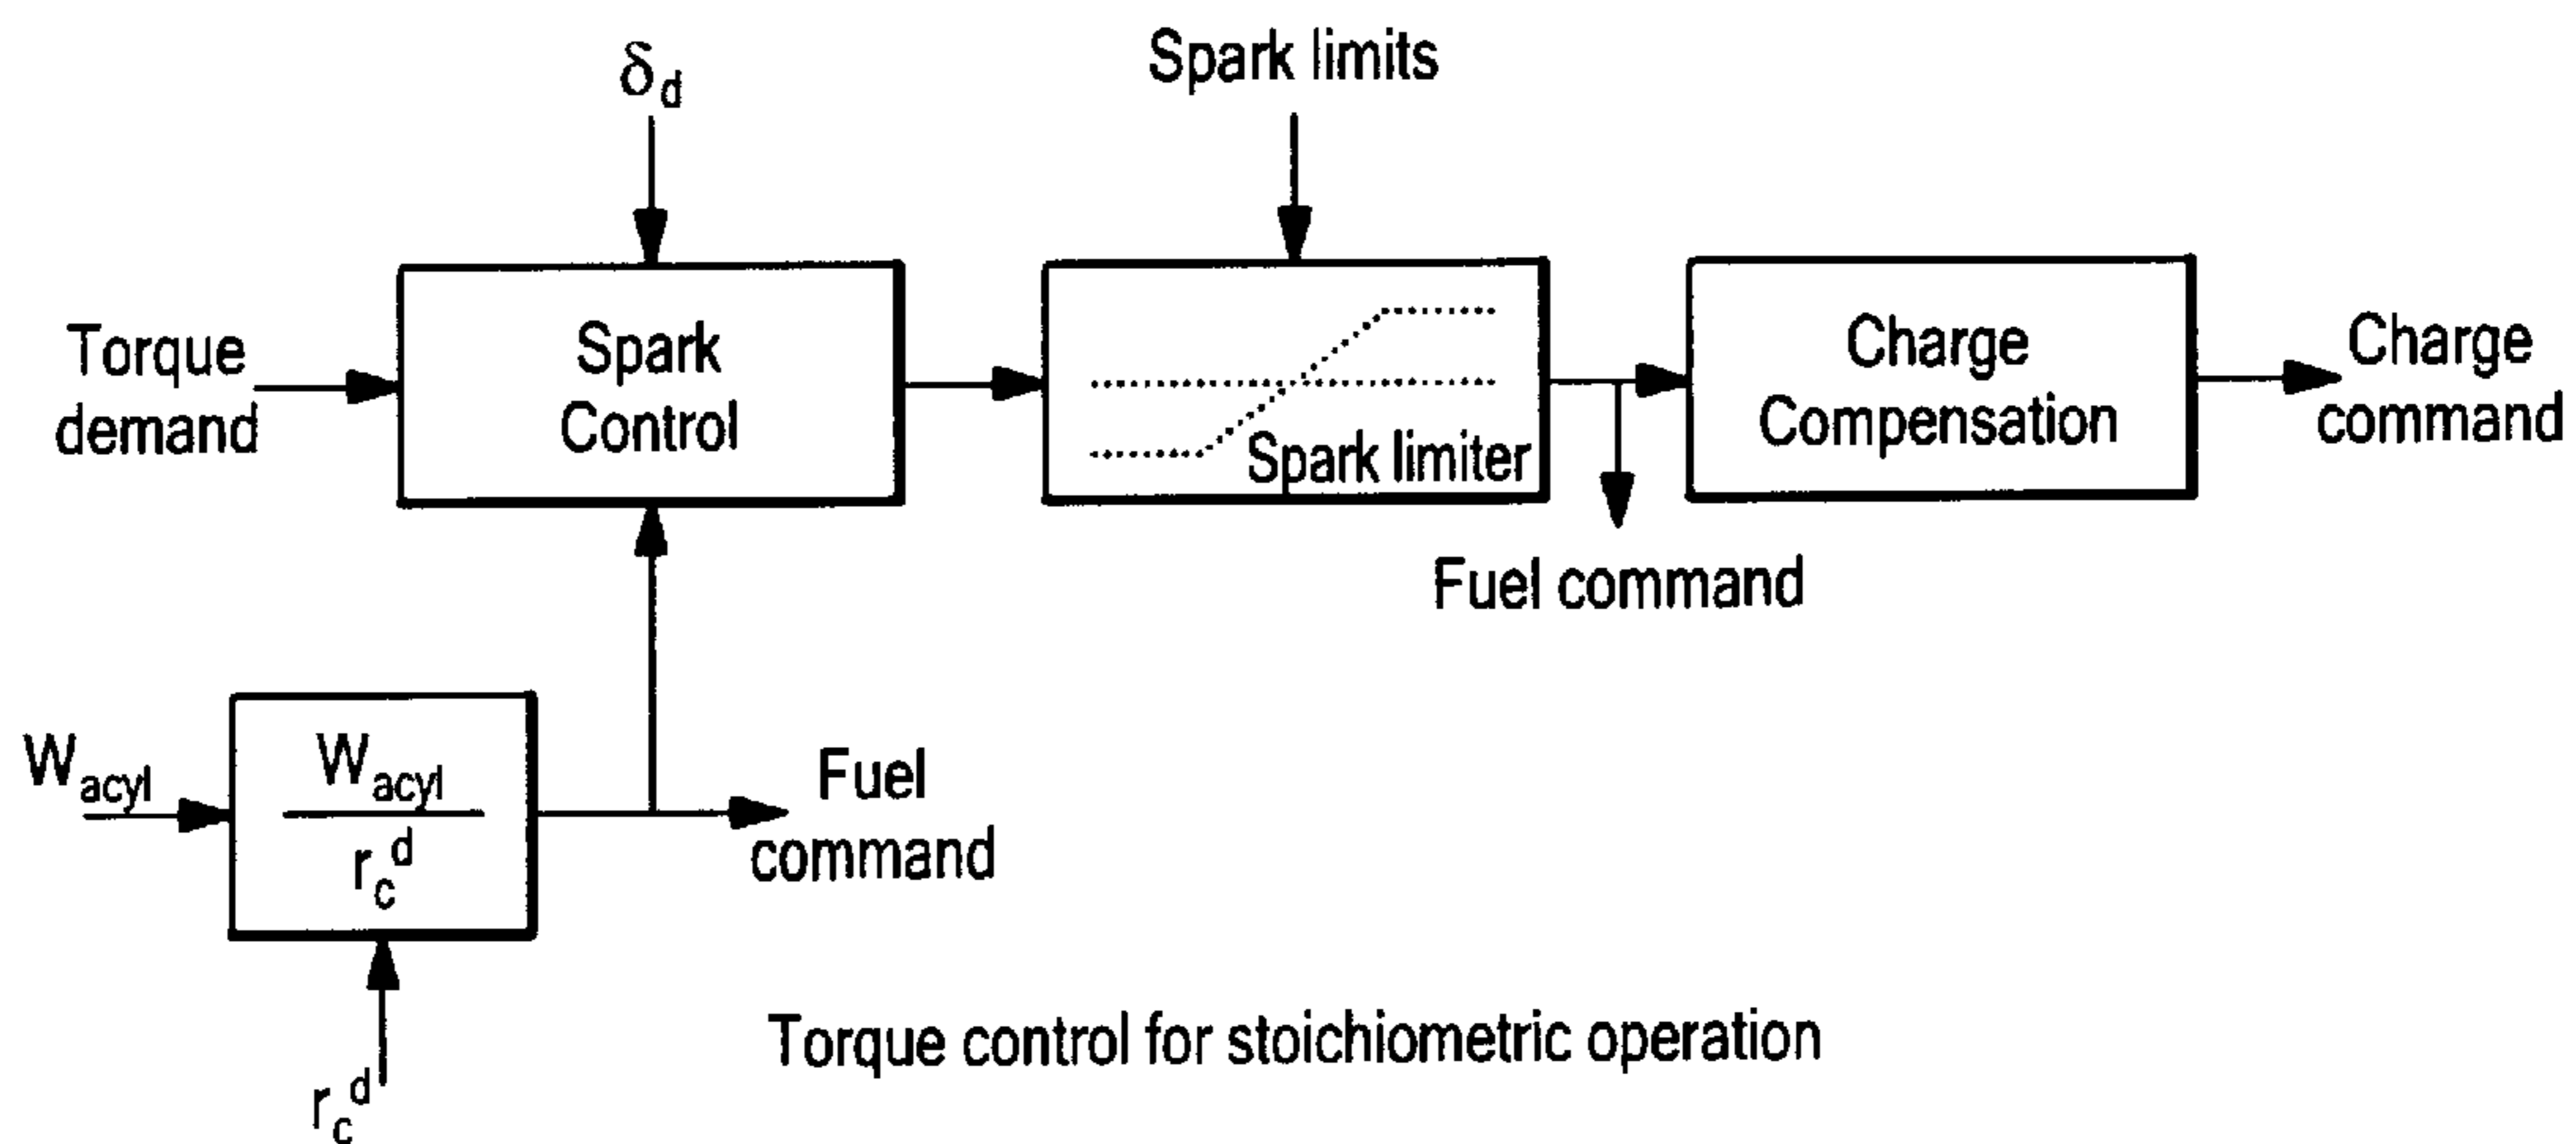 δd
Spark limits
Torque
demand
Spark
Control
Spark limiter
Charge
Compensation
Charge
command
Fuel command
Wacyl
Wacyl
rcd
Fuel
command
rcd
Torque control for stoichiometric operation